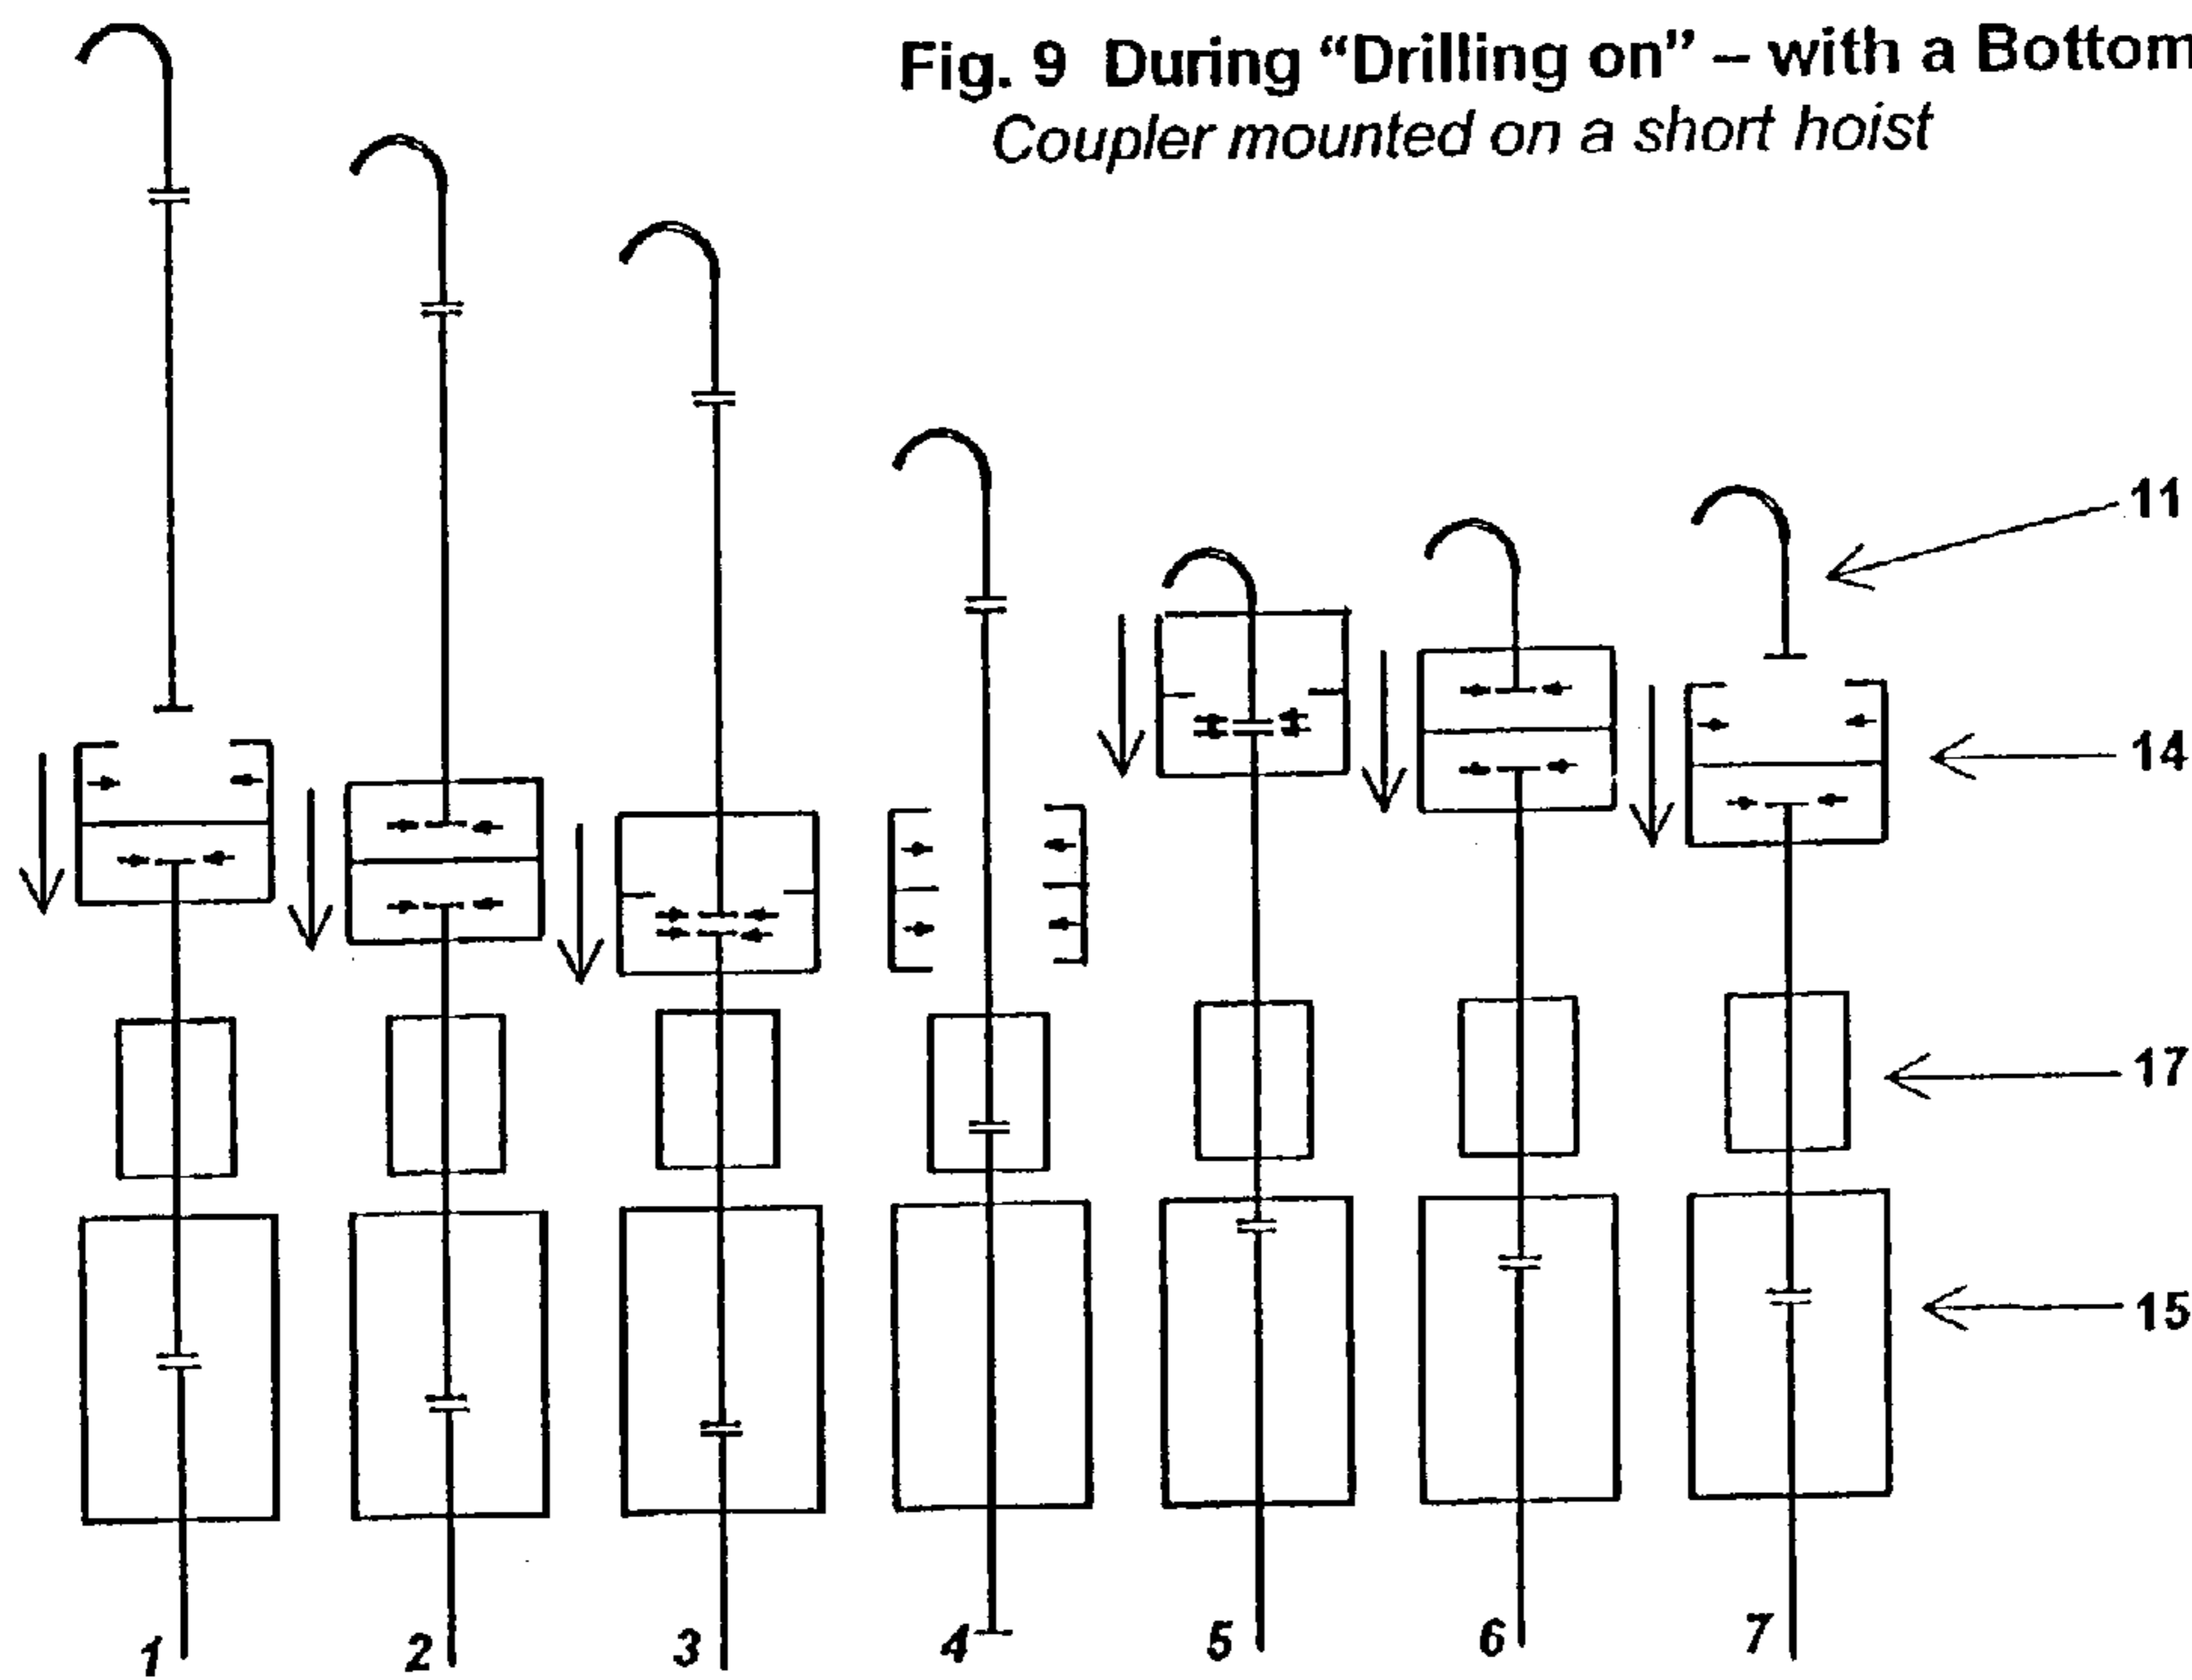 Fig. 9 During “Drilling on” – with a Bottom
Coupler mounted on a short hoist
11
14
17
15
1 2 3 4 5 6 7